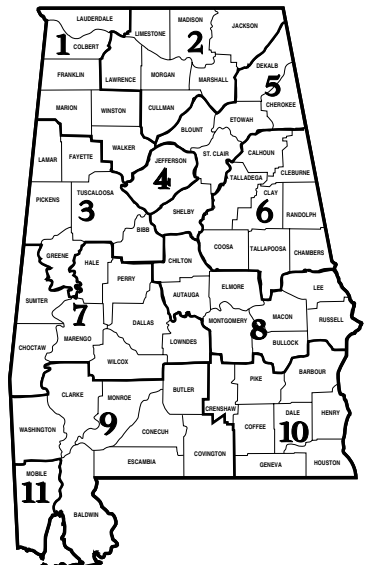 LAUDERDALE
LIMESTONE
MADISON
JACKSON
1
COLBERT
2
FRANKLIN
LAWRENCE
MORGAN
MARSHALL
DEKALB
5
CHEROKEE
MARION
WINSTON
CULLMAN
BLOUNT
ETOWAH
LAMAR
FAYETTE
WALKER
JEFFERSON
ST. CLAIR
CALHOUN
4
TALLADEGA
CLEBURNE
PICKENS
TUSCALOOSA
3
SHELBY
CLAY
6
RANDOLPH
BIBB
GREENE
HALE
CHILTON
COOSA
TALLAPOOSA
CHAMBERS
PERRY
SUMTER
AUTAUGA
ELMORE
LEE
7
DALLAS
MONTGOMERY
8
MACON
RUSSELL
CHOCTAW
MARENGO
LOWNDES
BULLOCK
WILCOX
BARBOUR
CLARKE
MONROE
BUTLER
PIKE
CRENSHAW
WASHINGTON
9
CONECUH
COFFEE
DALE
10
HENRY
ESCAMBIA
COVINGTON
GENEVA
HOUSTON
MOBILE
11
BALDWIN